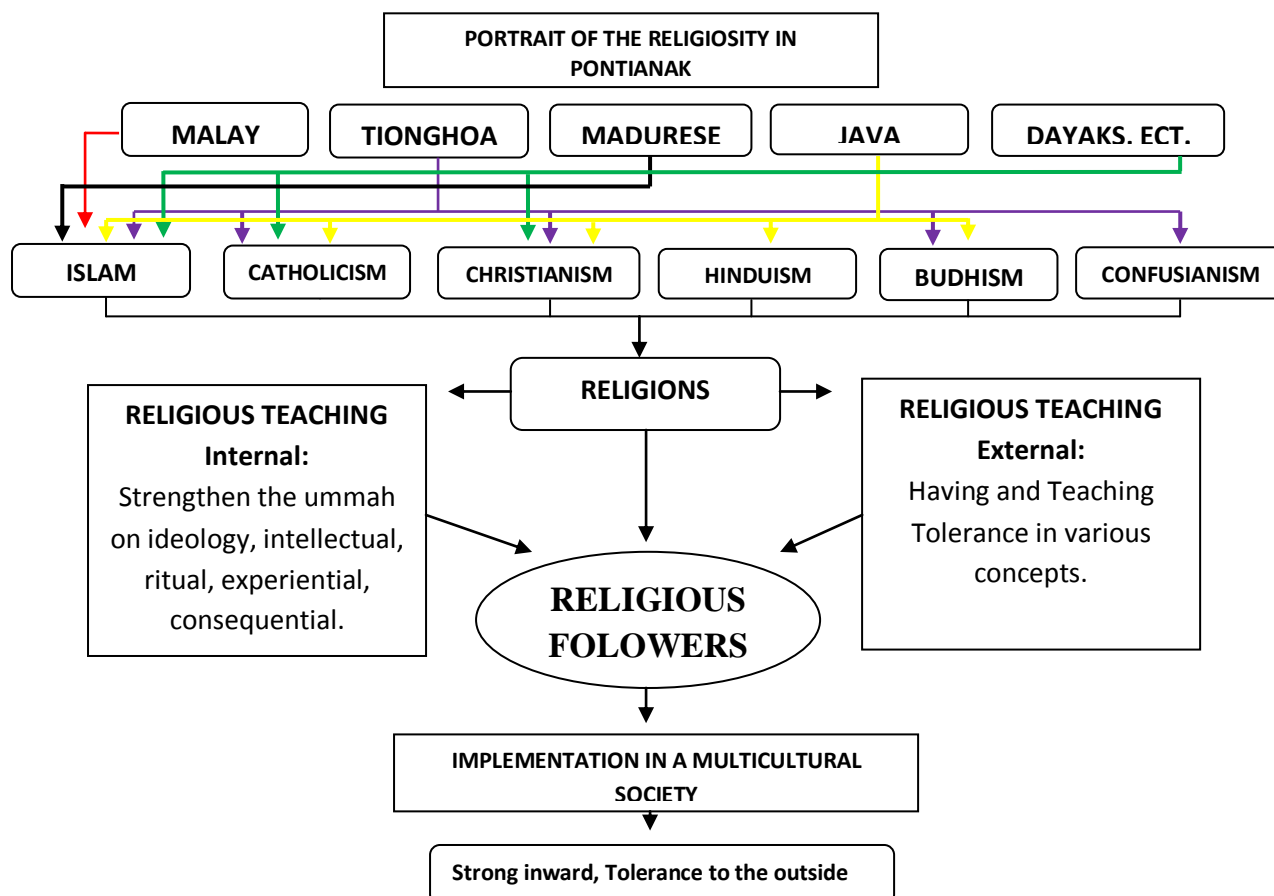 PORTRAIT OF THE RELIGIOSITY IN
PONTIANAK
MALAY
TIONGHOA
MADURESE
JAVA
DAYAKS. ECT.
ISLAM
CATHOLICISM
CHRISTIANISM
HINDUISM
BUDHISM
CONFUSIANISM
RELIGIONS
RELIGIOUS TEACHING
Internal:
Strengthen the ummah
on ideology, intellectual,
ritual, experiential,
consequential.
RELIGIOUS TEACHING
External:
Having and Teaching
Tolerance in various
concepts.
RELIGIOUS
FOLOWERS
IMPLEMENTATION IN A MULTICULTURAL
SOCIETY
Strong inward, Tolerance to the outside